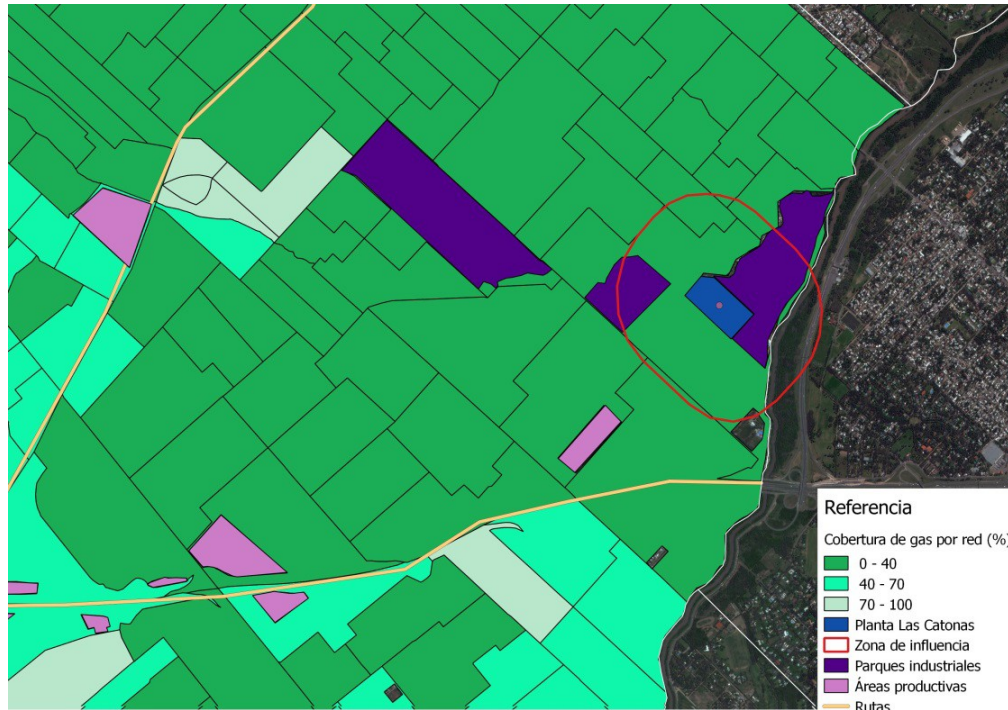 Referencia
Cobertura de gas por red (%)
0 - 40
40 - 70
70 - 100
Planta Las Catonas
Zona de influencia
Parques industriales
Áreas productivas
Rutas